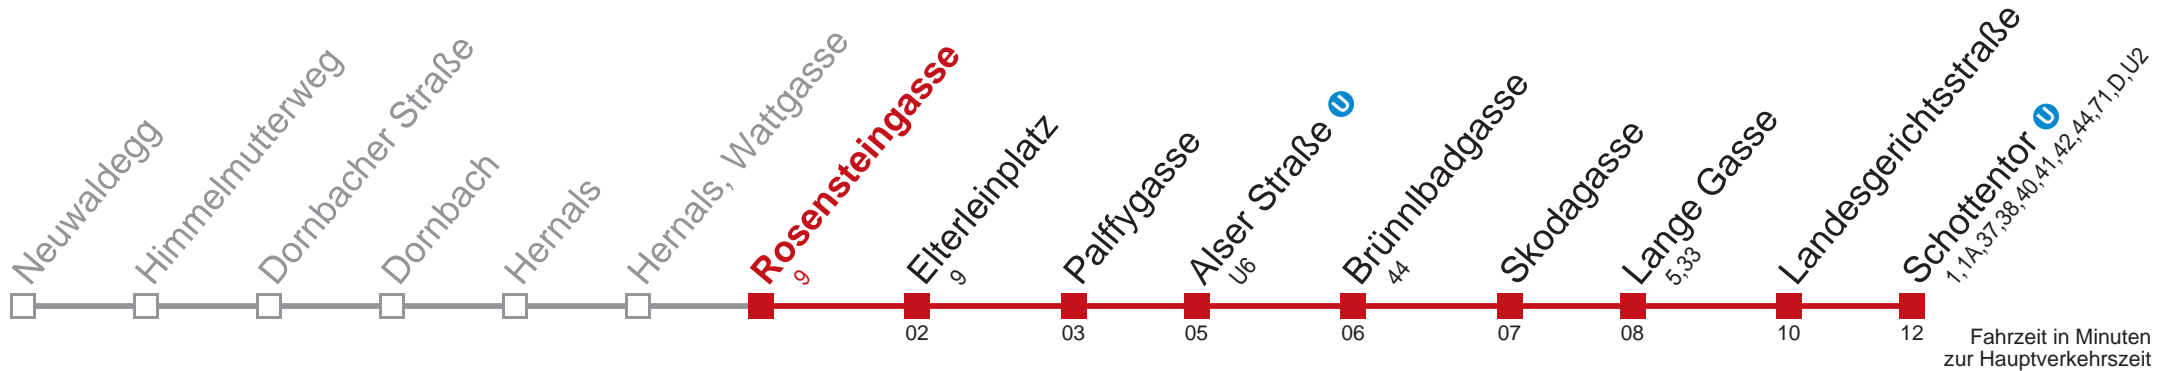 Neuwaldegg
Himmelmutterweg
Dornbacher Straße
Dornbach
Hernals
Hernals, Wattgasse
Rosensteingasse
9
Elterleinplatz
9
Palffygasse
Alser Straße U
U6
Brünnlbadgasse
44
Skodagasse
Lange Gasse
5,33
Landesgerichtsstraße
Schottentor U
1,1A,37,38,40,41,42,44,71,D,U2
02 03 05 06 07 08 10 12
Fahrzeit in Minuten
zur Hauptverkehrszeit